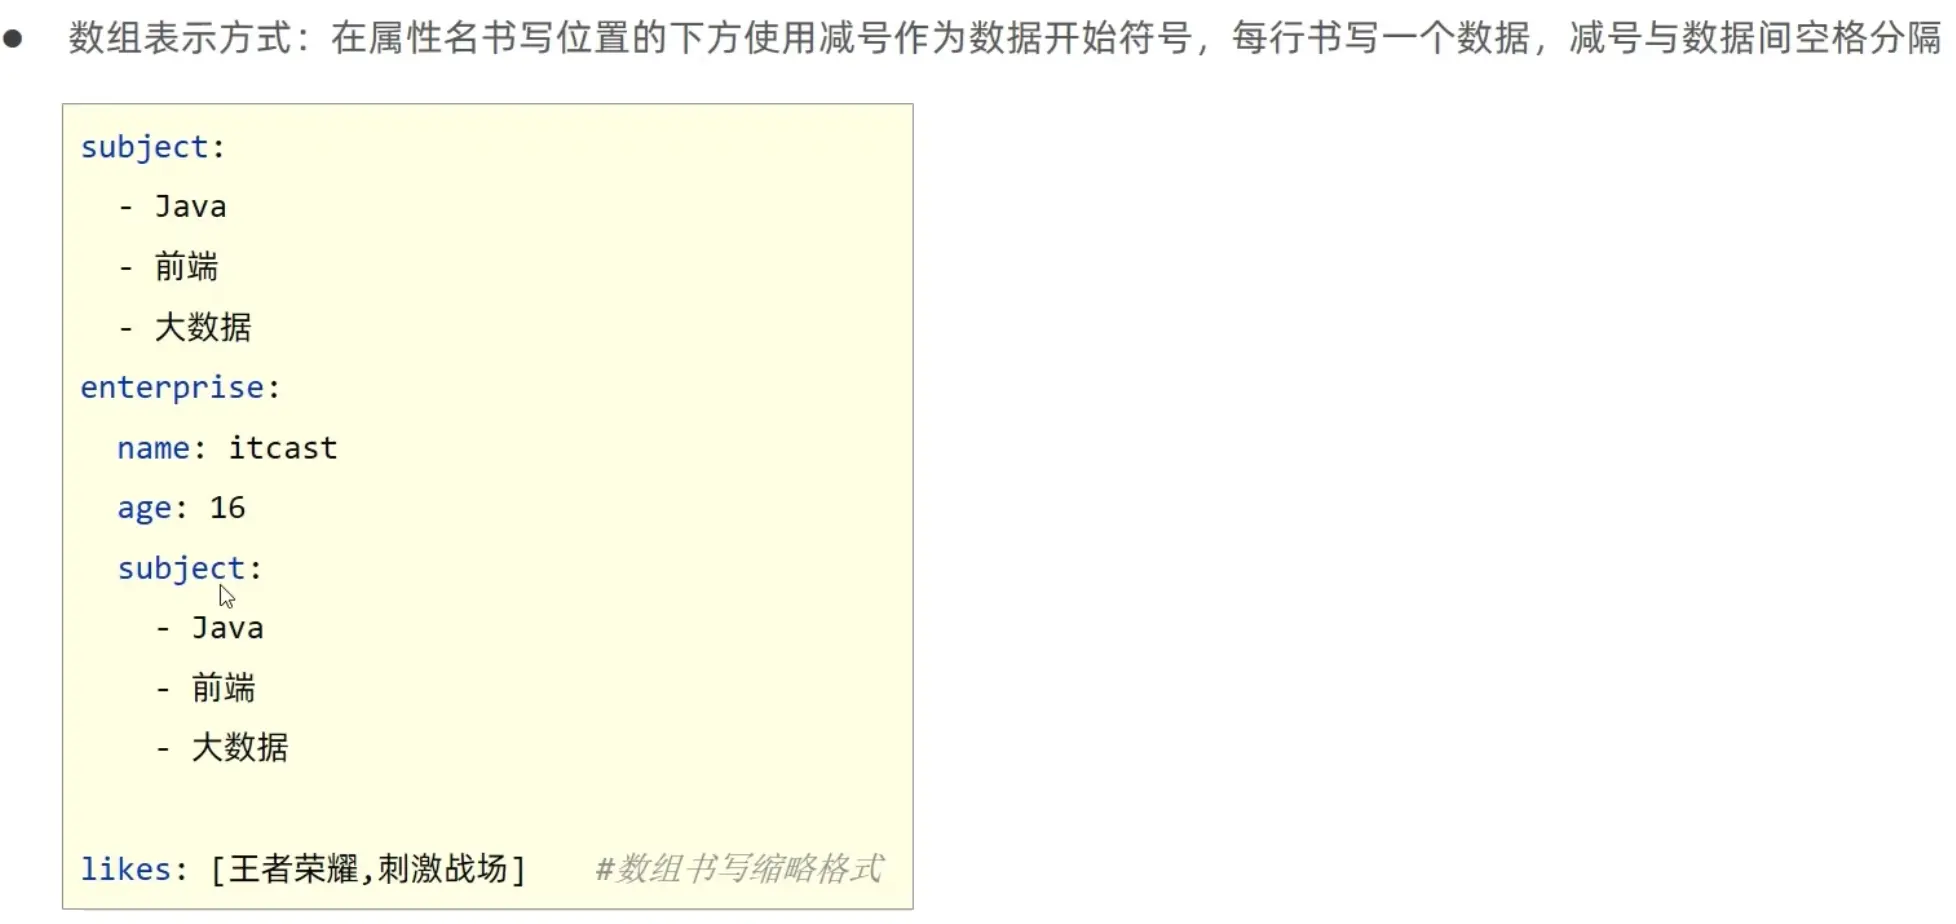 ● 数组表示方式：在属性名书写位置的下方使用减号作为数据开始符号，每行书写一个数据，减号与数据间空格分隔
subject:
  - Java
  - 前端
  - 大数据
enterprise:
  name: itcast
  age: 16
  subject:
    - Java
    - 前端
    - 大数据
likes: [王者荣耀,刺激战场]    #数组书写缩略格式